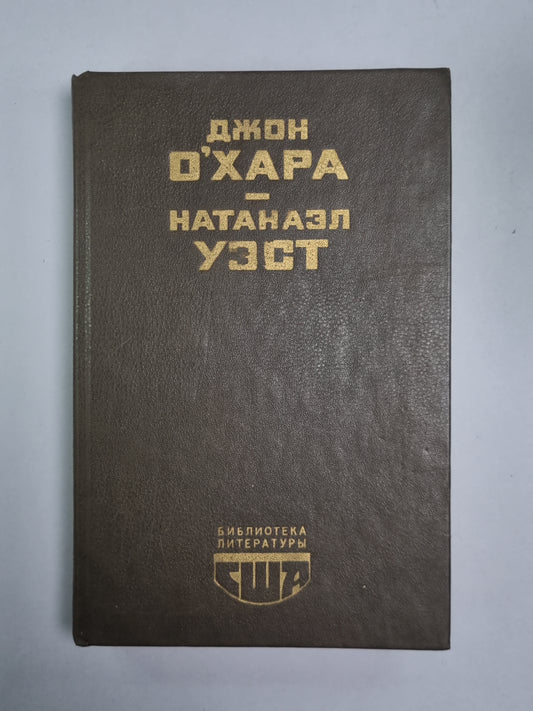 ДЖОН
О'ХАРА
–
НАТАНАЭЛ
УЭСТ
БИБЛИОТЕКА
ЛИТЕРАТУРЫ
США